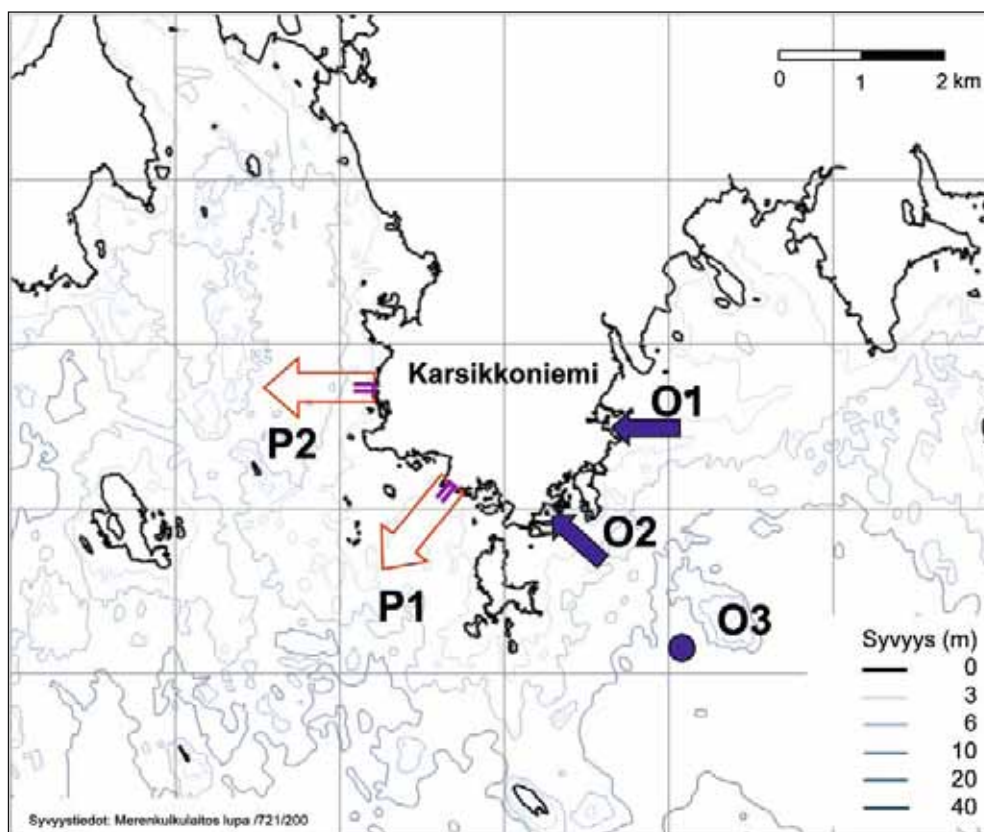 0 1 2 km
Karsikkoniemi
O1
P2
O2
P1
O3
Syvyys (m)
0
3
6
10
20
40
Syvyystiedot: Merenkulkulaitos lupa /721/200